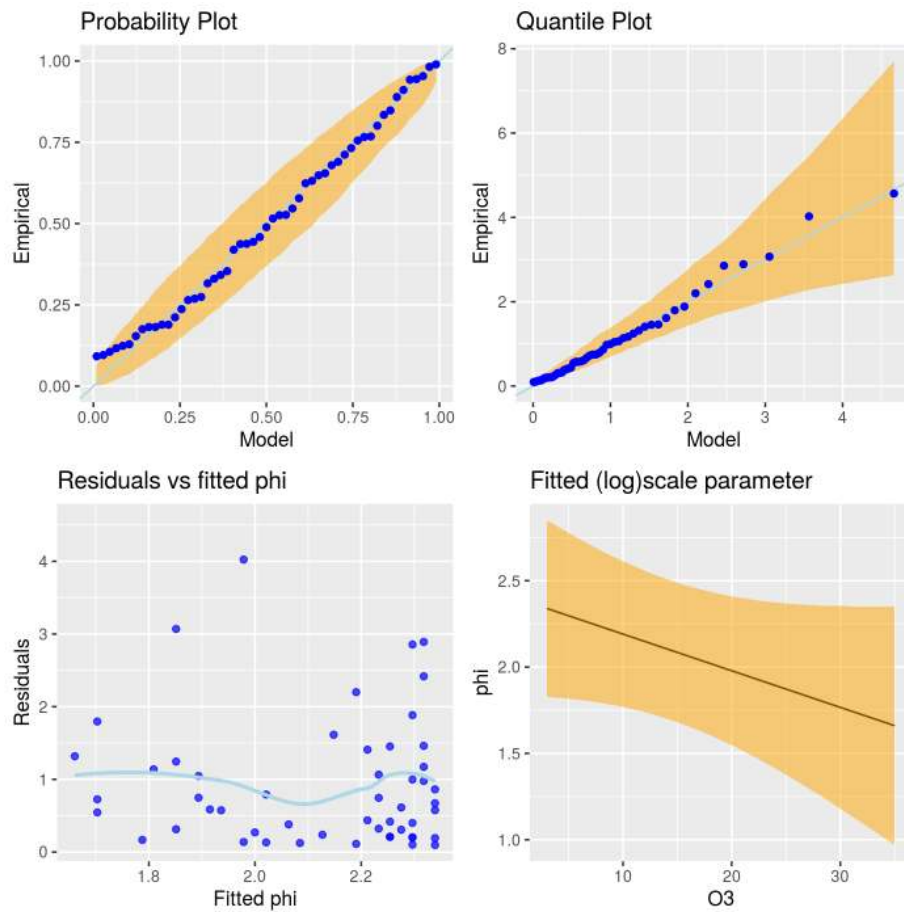 Probability Plot
1.00
0.75
0.50
0.25
0.00
Empirical
0.00 0.25 0.50 0.75 1.00
Model
Quantile Plot
8
6
4
2
0
Empirical
0 1 2 3 4
Model
Residuals vs fitted phi
4
3
2
1
0
Residuals
1.8 2.0 2.2
Fitted phi
Fitted (log)scale parameter
2.5
2.0
1.5
1.0
phi
10 20 30
O3